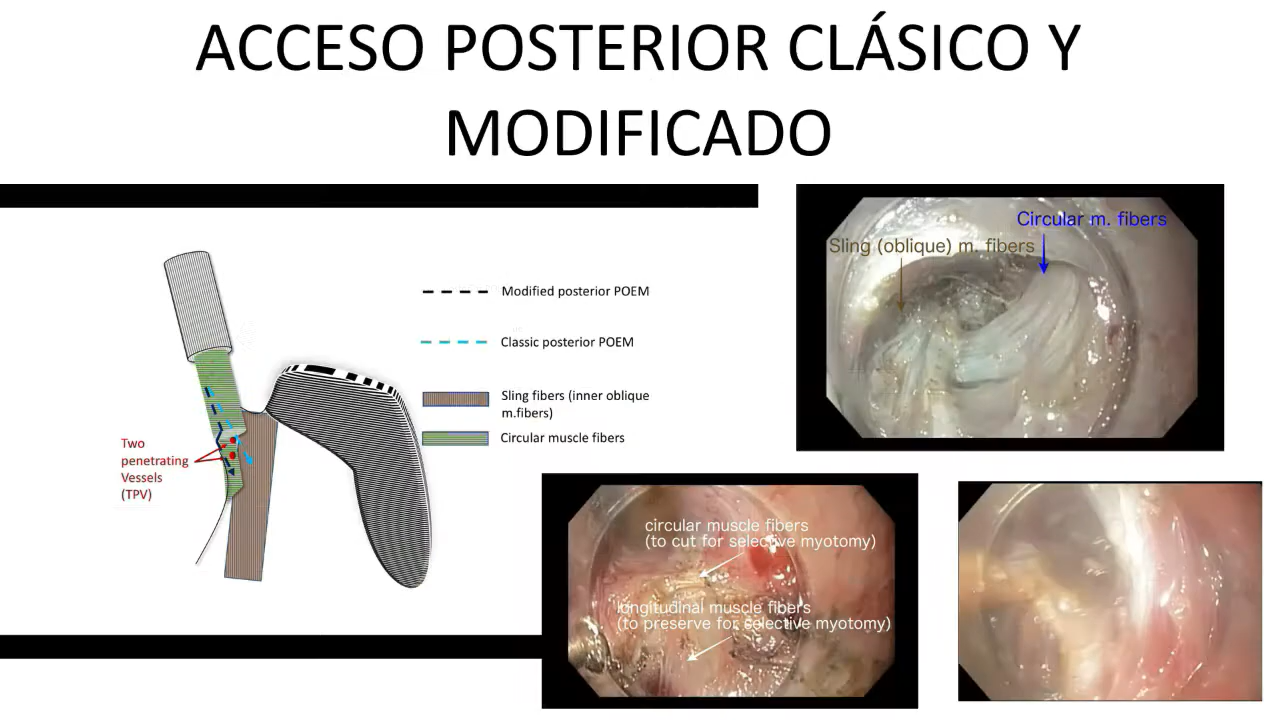 ACCESO POSTERIOR CLÁSICO Y
MODIFICADO
Modified posterior POEM
Classic posterior POEM
Sling fibers (inner oblique
m.fibers)
Circular muscle fibers
Two
penetrating
Vessels
(TPV)
Circular m. fibers
Sling (oblique) m. fibers
circular muscle fibers
(to cut for selective myotomy)
longitudinal muscle fibers
(to preserve for selective myotomy)